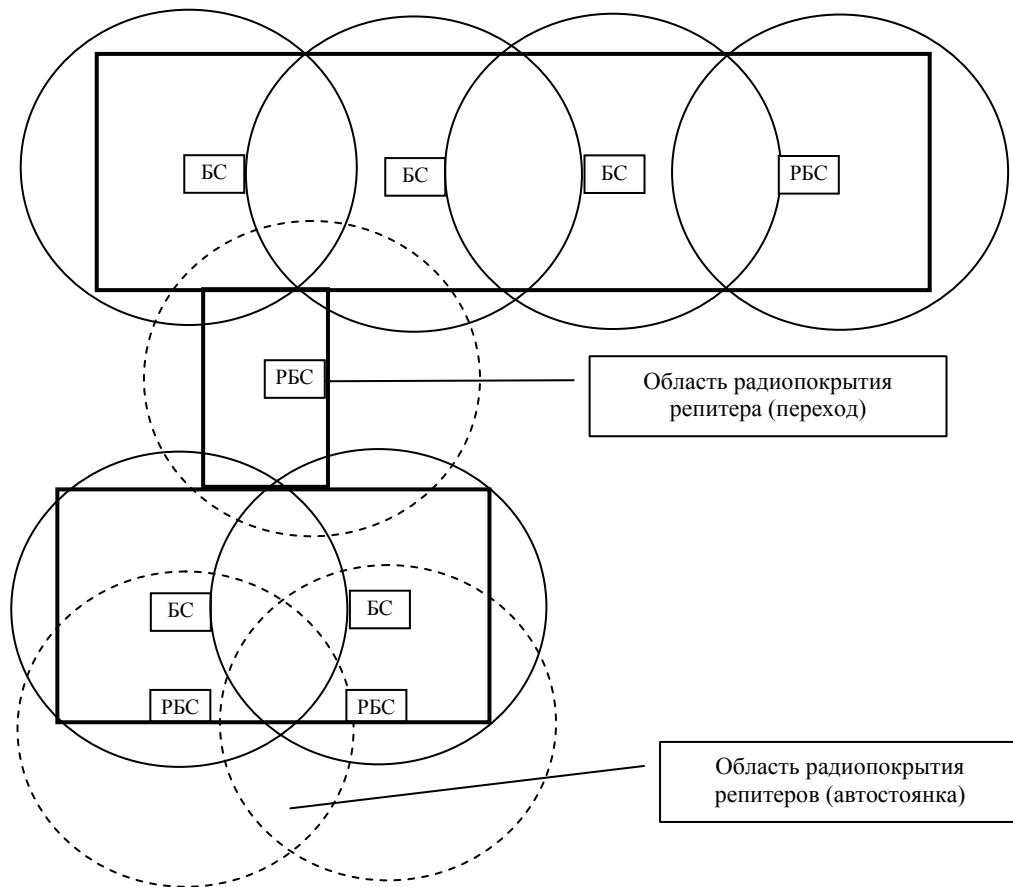 БС
БС
БС
РБС
РБС
Область радиопокрытия
репитера (переход)
БС
БС
РБС
РБС
Область радиопокрытия
репитеров (автостоянка)